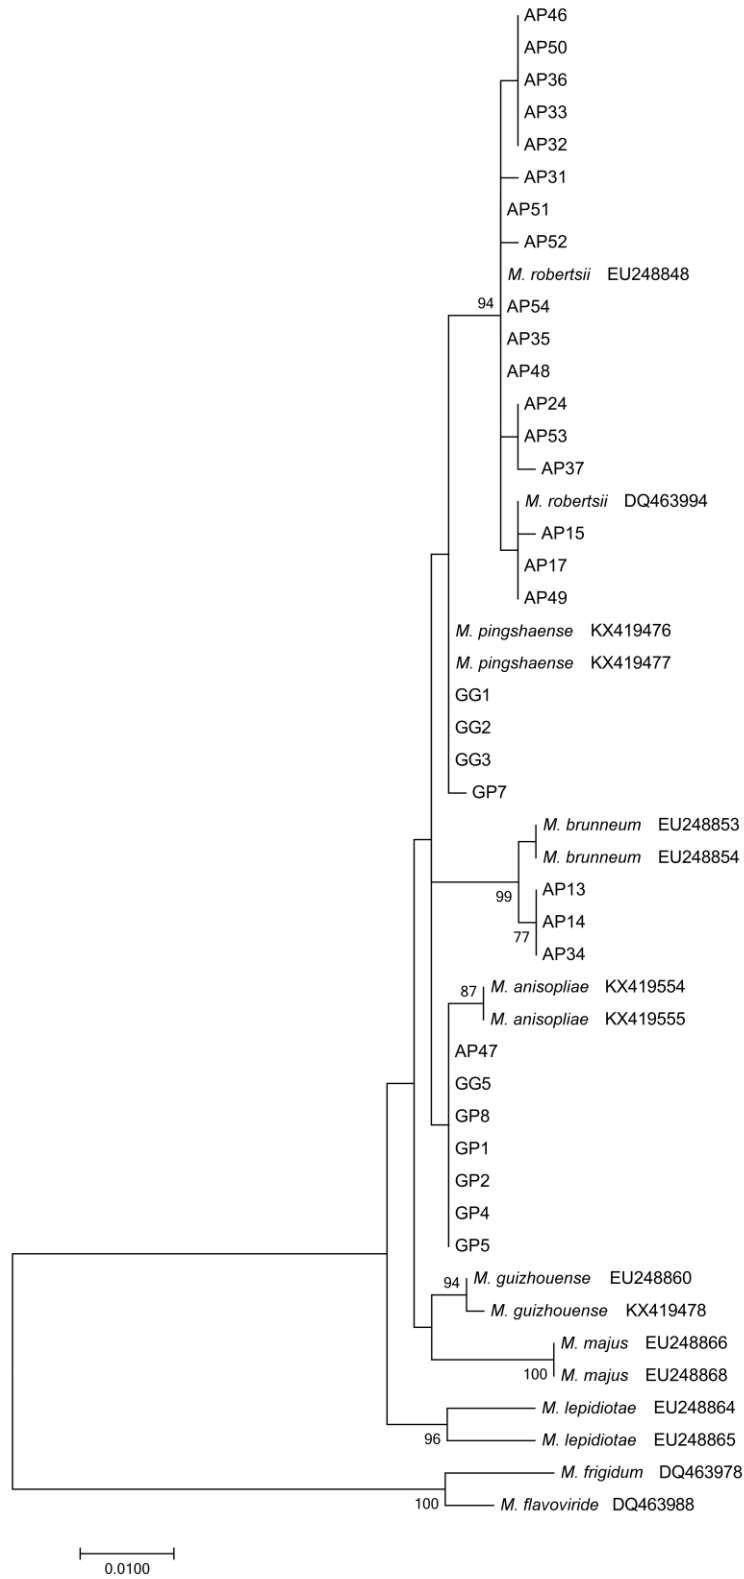 AP46
AP50
AP36
AP33
AP32
AP31
AP51
AP52
M. robertsii EU248848
94
AP54
AP35
AP48
AP24
AP53
AP37
M. robertsii DQ463994
AP15
AP17
AP49
M. pingshaense KX419476
M. pingshaense KX419477
GG1
GG2
GG3
GP7
M. brunneum EU248853
M. brunneum EU248854
AP13
99
AP14
77
AP34
M. anisopliae KX419554
87
M. anisopliae KX419555
AP47
GG5
GP8
GP1
GP2
GP4
GP5
M. guizhouense EU248860
94
M. guizhouense KX419478
M. majus EU248866
M. majus EU248868
100
M. lepidiotae EU248864
M. lepidiotae EU248865
96
M. frigidum DQ463978
M. flavoviride DQ463988
100
0.0100